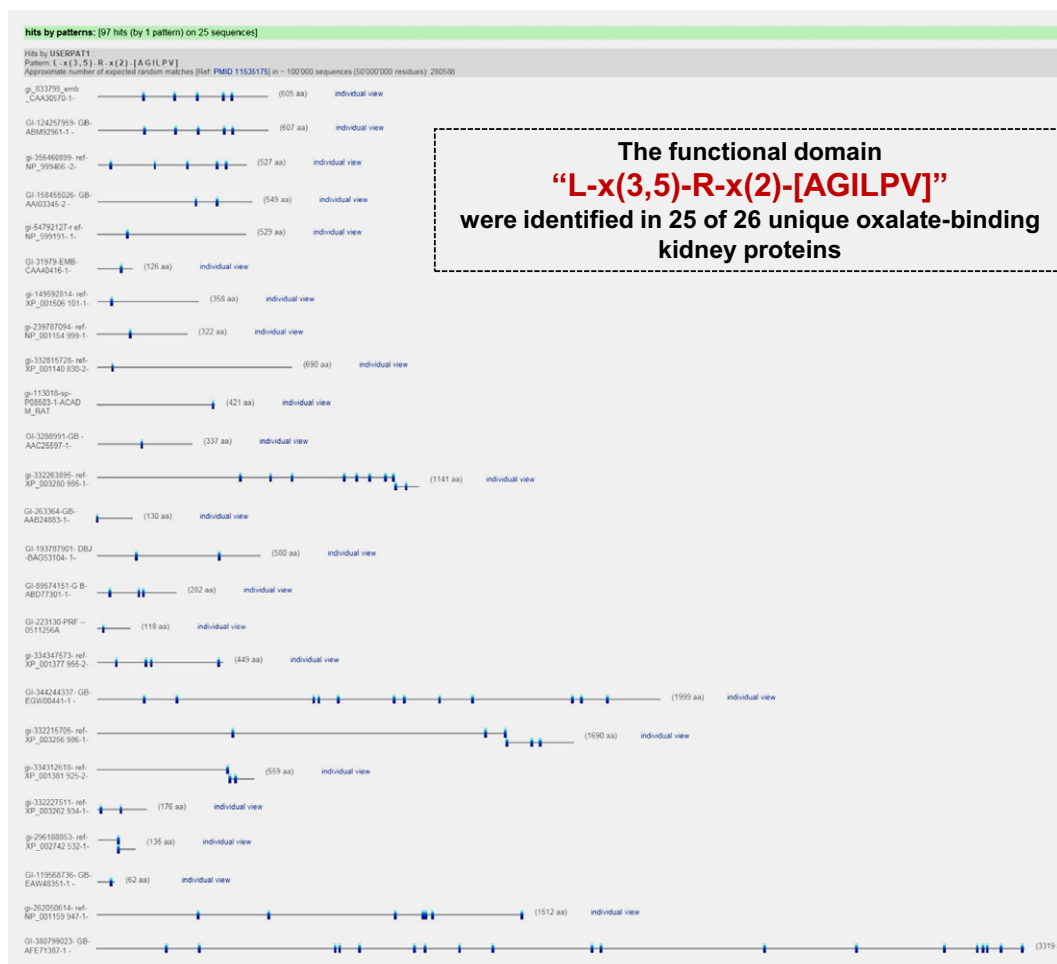 hits by patterns: [97 hits (by 1 pattern) on 25 sequences]
Hits by USERPAT1 :
Pattern: L-x(3,5)-R-x(2)-[AGILPV]
Approximate number of expected random matches [Ref: PMID 11535175] in ~ 100'000 sequences (50'000'000 residues): 280588
The functional domain
“L-x(3,5)-R-x(2)-[AGILPV]”
were identified in 25 of 26 unique oxalate-binding
kidney proteins
gi_833798_emb
_CAA30570-1-
(605 aa) individual view
GI-124257959- GB-
ABM92961-1 -
(607 aa) individual view
gi-356460899- ref-
NP_999466 -2-
(527 aa) individual view
GI-158455026- GB-
AAI03345-2 -
(549 aa) individual view
gi-54792127-r ef-
NP_599191- 1-
(529 aa) individual view
GI-31979-EMB-
CAA40416-1-
(126 aa) individual view
gi-149592814- ref-
XP_001506 101-1-
(358 aa) individual view
gi-239787094- ref-
NP_001154 999-1-
(322 aa) individual view
gi-332815728- ref-
XP_001140 830-2-
(690 aa) individual view
gi-113018-sp-
P08503-1-ACAD
M_RAT
(421 aa) individual view
GI-3288991-GB -
AAC25597-1-
(337 aa) individual view
gi-332263895- ref-
XP_003280 985-1-
(1141 aa) individual view
GI-263364-GB-
AAB24883-1-
(130 aa) individual view
GI-193787901- DBJ
-BAG53104- 1-
(580 aa) individual view
GI-89574151-G B-
ABD77301-1-
(282 aa) individual view
GI-223130-PRF --
0511256A
(118 aa) individual view
gi-334347573- ref-
XP_001377 955-2-
(449 aa) individual view
GI-344244337- GB-
EGW00441-1 -
(1999 aa) individual view
gi-332215705- ref-
XP_003256 986-1-
(1690 aa) individual view
gi-334312618- ref-
XP_001381 925-2-
(559 aa) individual view
gi-332227511- ref-
XP_003262 934-1-
(176 aa) individual view
gi-296188853- ref-
XP_002742 532-1-
(135 aa) individual view
GI-119568736- GB-
EAW48351-1 -
(62 aa) individual view
gi-262050614- ref-
NP_001159 947-1-
(1512 aa) individual view
GI-380799023- GB-
AFE71387-1 -
(3319